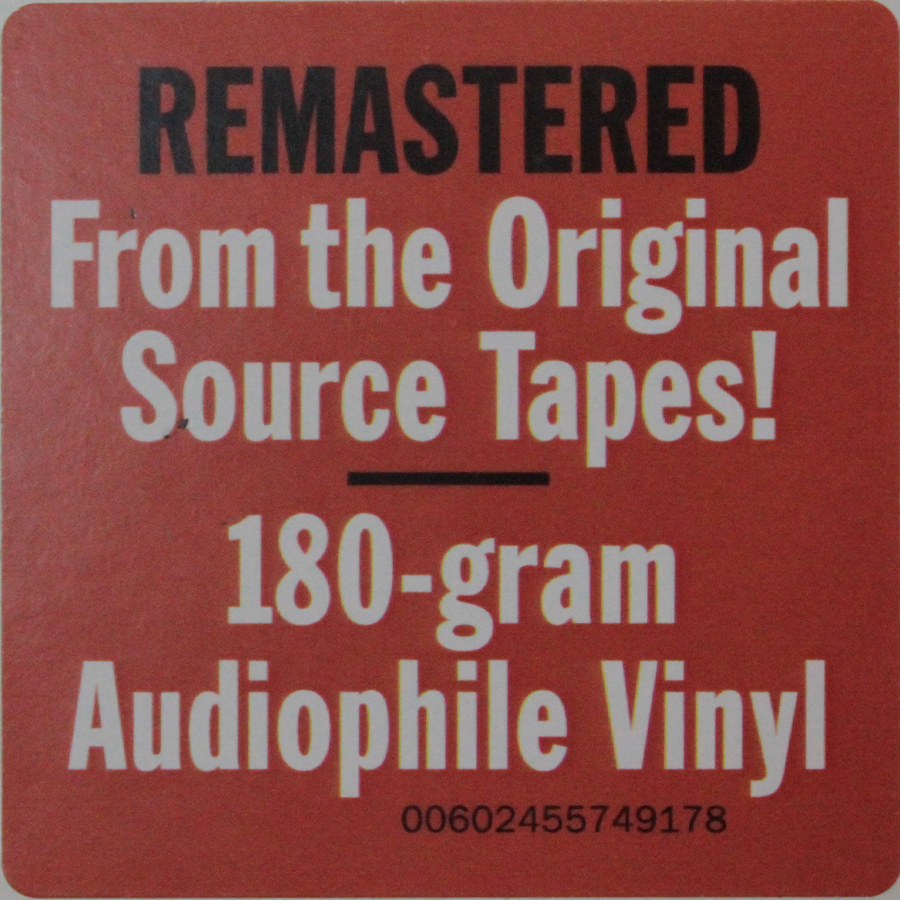 REMASTERED
From the Original
Source Tapes!
180-gram
Audiophile Vinyl
00602455749178